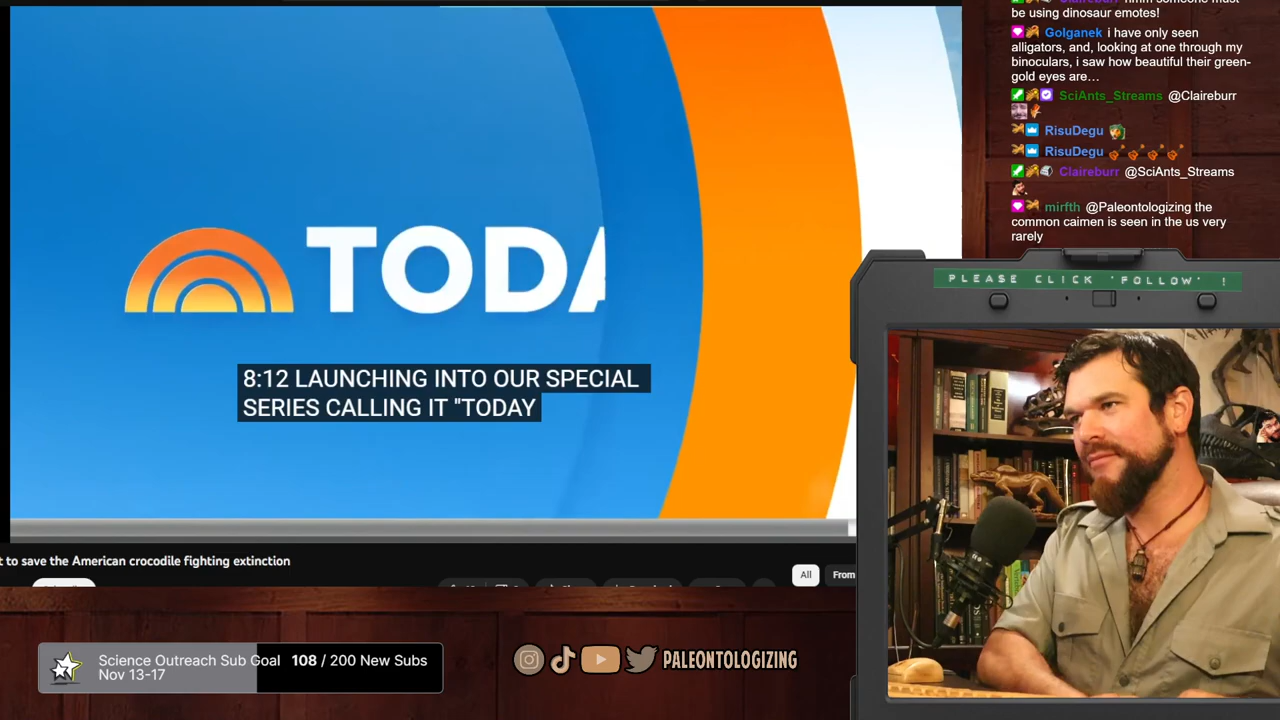 be using dinosaur emotes!
Golganek i have only seen
alligators, and, looking at one through my
binoculars, i saw how beautiful their green-
gold eyes are…
SciAnts_Streams @Claireburr
RisuDegu
RisuDegu
Claireburr @SciAnts_Streams
mirfth @Paleontologizing the
common caimen is seen in the us very
rarely
TODA
8:12 LAUNCHING INTO OUR SPECIAL
SERIES CALLING IT "TODAY
PLEASE CLICK 'FOLLOW' !
t to save the American crocodile fighting extinction
All
From
Science Outreach Sub Goal 108 / 200 New Subs
Nov 13-17
PALEONTOLOGIZING